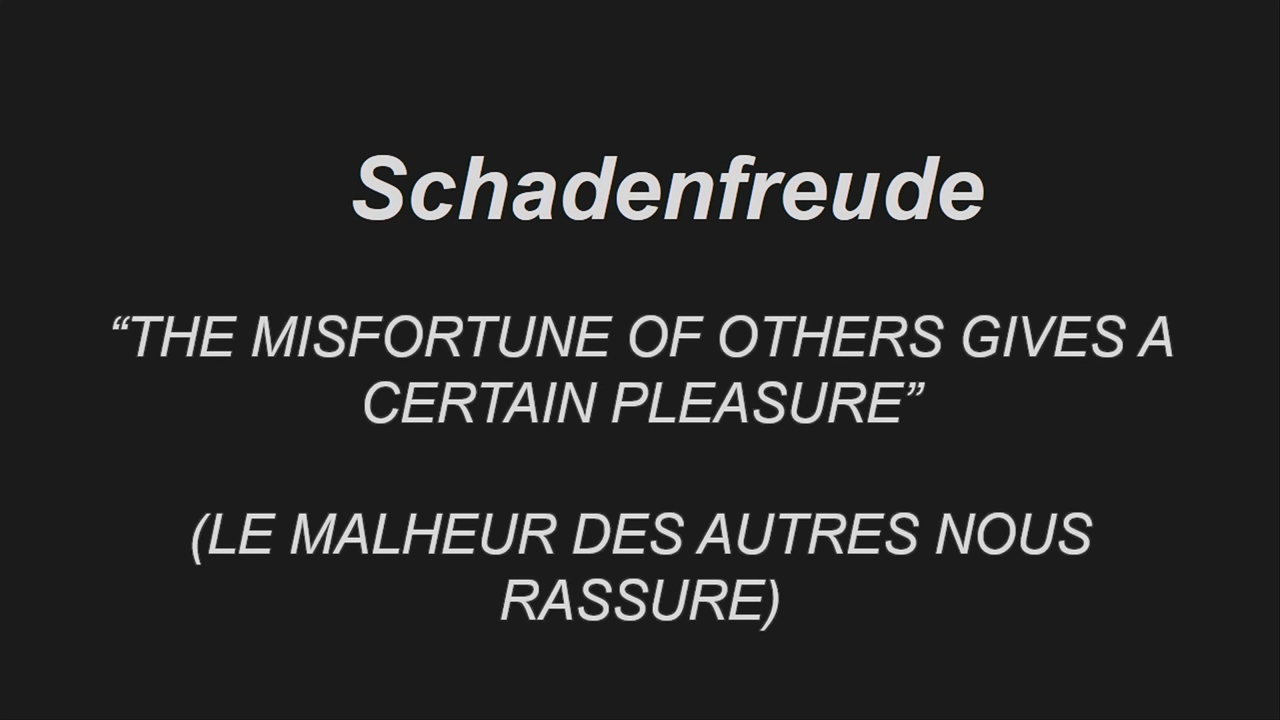 Schadenfreude
“THE MISFORTUNE OF OTHERS GIVES A
CERTAIN PLEASURE”
(LE MALHEUR DES AUTRES NOUS
RASSURE)